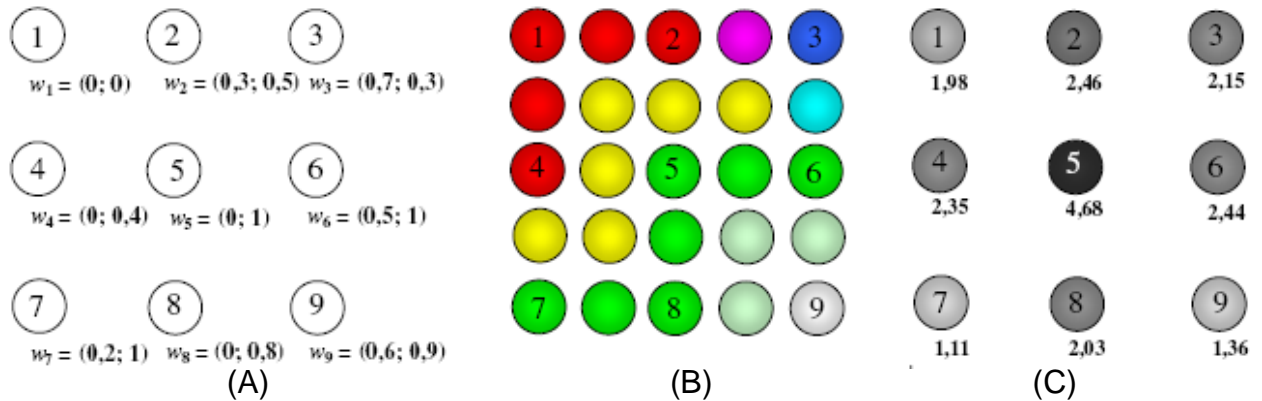 1 2 3
w₁ = (0; 0) w₂ = (0,3; 0,5) w₃ = (0,7; 0,3)
4 5 6
w₄ = (0; 0,4) w₅ = (0; 1) w₆ = (0,5; 1)
7 8 9
w₇ = (0,2; 1) w₈ = (0; 0,8) w₉ = (0,6; 0,9)
(A)
1 2 3
4 5 6
7 8 9
(B)
1 2 3
1,98 2,46 2,15
4 5 6
2,35 4,68 2,44
7 8 9
1,11 2,03 1,36
(C)